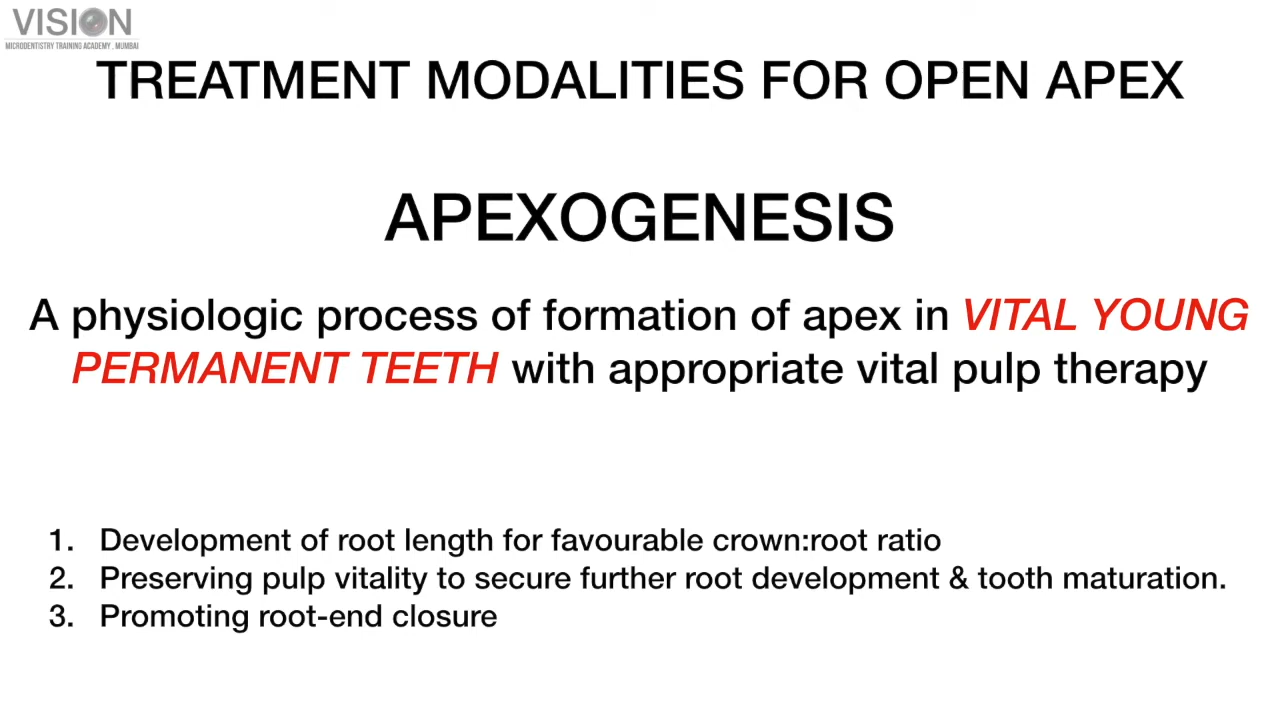 VISION
MICRODENTISTRY TRAINING ACADEMY, MUMBAI
TREATMENT MODALITIES FOR OPEN APEX
APEXOGENESIS
A physiologic process of formation of apex in VITAL YOUNG
PERMANENT TEETH with appropriate vital pulp therapy
1. Development of root length for favourable crown:root ratio
2. Preserving pulp vitality to secure further root development & tooth maturation.
3. Promoting root-end closure